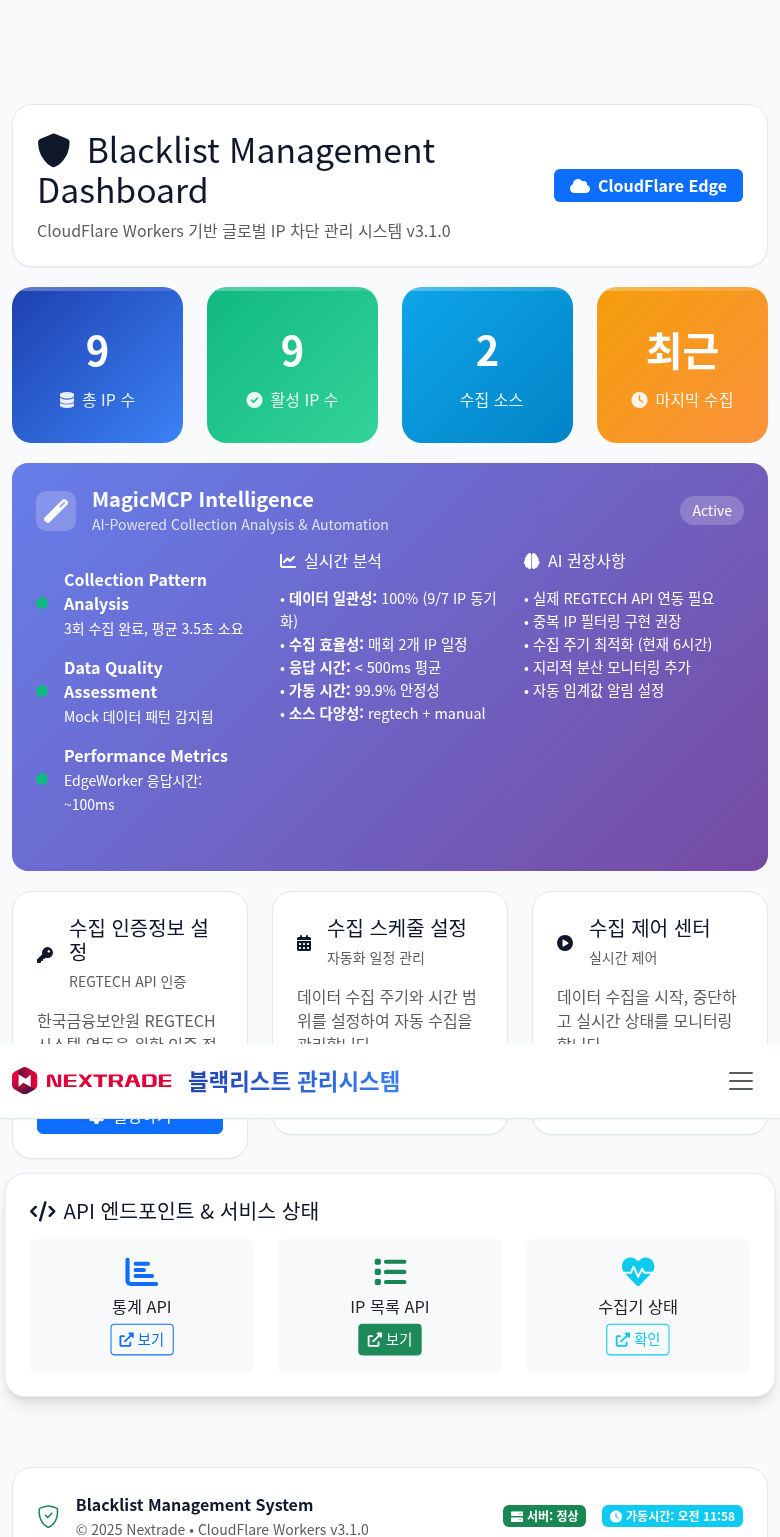 Blacklist Management
Dashboard
CloudFlare Edge
CloudFlare Workers 기반 글로벌 IP 차단 관리 시스템 v3.1.0
9
총 IP 수
9
활성 IP 수
2
수집 소스
최근
마지막 수집
MagicMCP Intelligence
AI-Powered Collection Analysis & Automation
Active
Collection Pattern
Analysis
3회 수집 완료, 평균 3.5초 소요
Data Quality
Assessment
Mock 데이터 패턴 감지됨
Performance Metrics
EdgeWorker 응답시간:
~100ms
실시간 분석
• 데이터 일관성: 100% (9/7 IP 동기
화)
• 수집 효율성: 매회 2개 IP 일정
• 응답 시간: < 500ms 평균
• 가동 시간: 99.9% 안정성
• 소스 다양성: regtech + manual
AI 권장사항
• 실제 REGTECH API 연동 필요
• 중복 IP 필터링 구현 권장
• 수집 주기 최적화 (현재 6시간)
• 지리적 분산 모니터링 추가
• 자동 임계값 알림 설정
수집 인증정보 설
정
REGTECH API 인증
한국금융보안원 REGTECH
수집 스케줄 설정
자동화 일정 관리
데이터 수집 주기와 시간 범
위를 설정하여 자동 수집을
수집 제어 센터
실시간 제어
데이터 수집을 시작, 중단하
고 실시간 상태를 모니터링
NEXTRADE 블랙리스트 관리시스템
API 엔드포인트 & 서비스 상태
통계 API
보기
IP 목록 API
보기
수집기 상태
확인
Blacklist Management System
© 2025 Nextrade • CloudFlare Workers v3.1.0
서버: 정상
가동시간: 오전 11:58